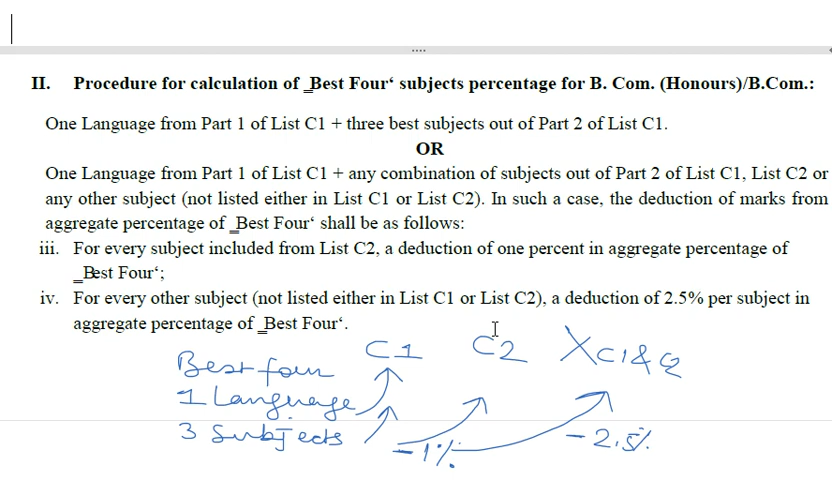 II. Procedure for calculation of ‗Best Four‘ subjects percentage for B. Com. (Honours)/B.Com.:
One Language from Part 1 of List C1 + three best subjects out of Part 2 of List C1.
OR
One Language from Part 1 of List C1 + any combination of subjects out of Part 2 of List C1, List C2 or
any other subject (not listed either in List C1 or List C2). In such a case, the deduction of marks from
aggregate percentage of ‗Best Four‘ shall be as follows:
iii. For every subject included from List C2, a deduction of one percent in aggregate percentage of
‗Best Four‘;
iv. For every other subject (not listed either in List C1 or List C2), a deduction of 2.5% per subject in
aggregate percentage of ‗Best Four‘.
C1 C2 XC1&C2
Best four
1 Language
3 Subjects -1% -2.5%